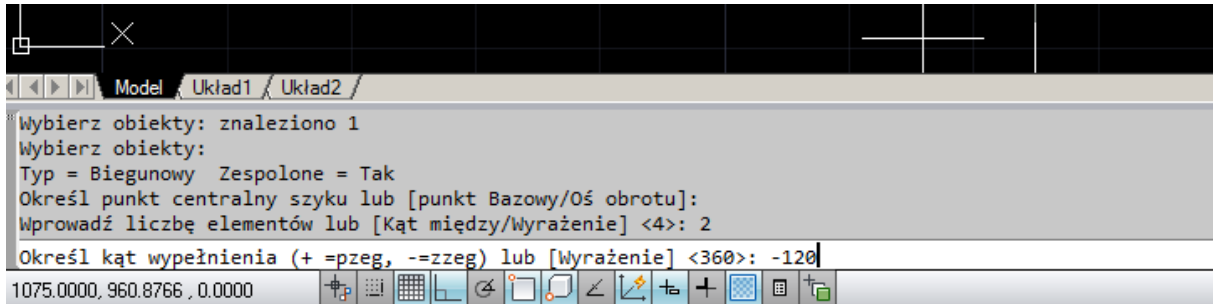 X
Model Układ1 Układ2
Wybierz obiekty: znaleziono 1
Wybierz obiekty:
Typ = Biegunowy Zespolone = Tak
Określ punkt centralny szyku lub [punkt Bazowy/Oś obrotu]:
Wprowadź liczbę elementów lub [Kąt między/Wyrażenie] <4>: 2
Określ kąt wypełnienia (+ =pzeg, -=zzeg) lub [Wyrażenie] <360>: -120
1075.0000, 960.8766 , 0.0000